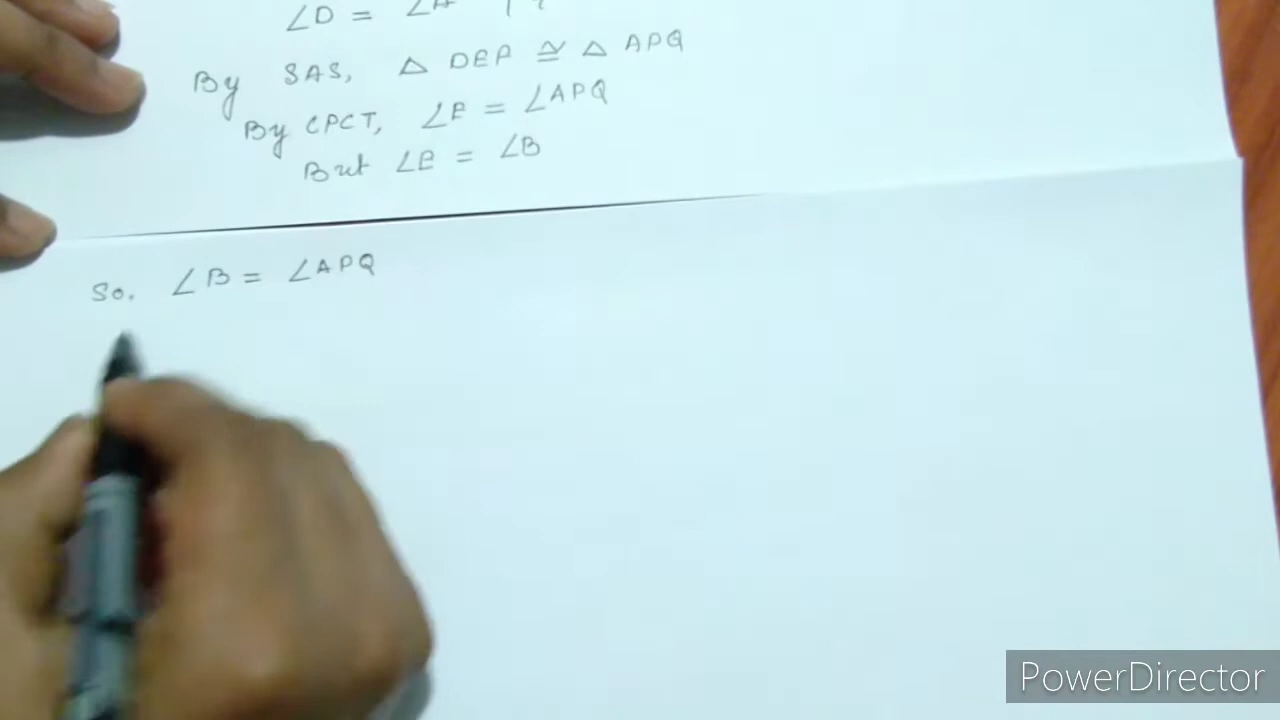 ∠D = ∠A
By SAS, △ DEF ≅ △ APQ
By CPCT, ∠E = ∠APQ
But ∠E = ∠B
So, ∠B = ∠APQ
PowerDirector